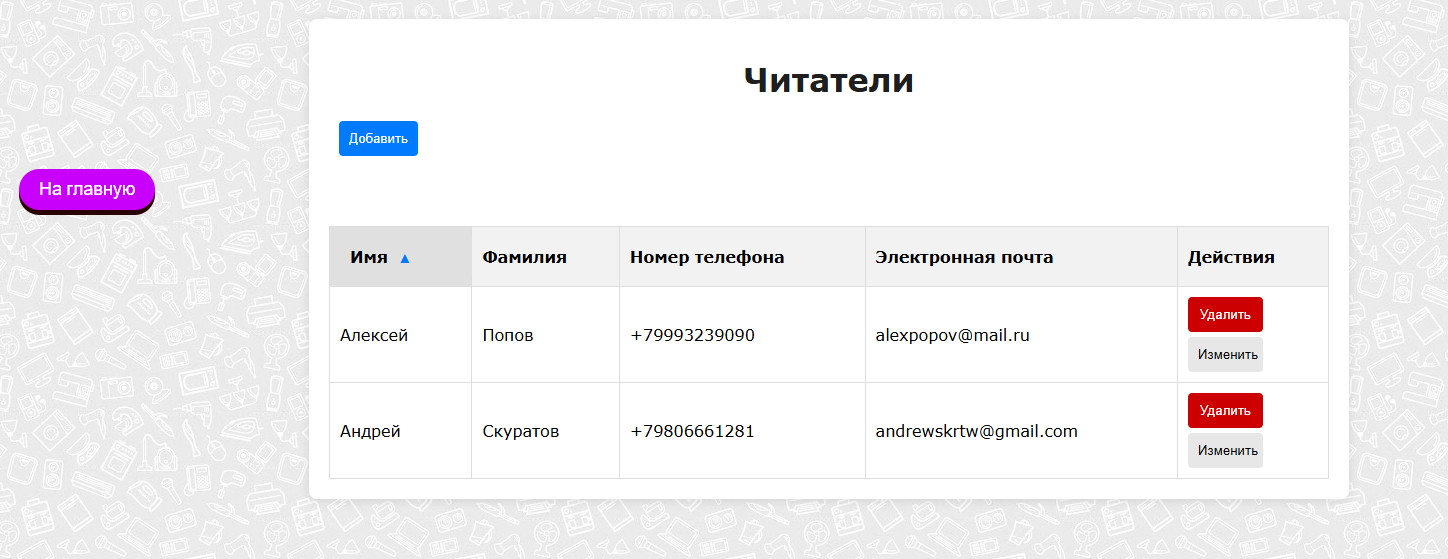 Читатели
Добавить
На главную
Имя ▲ Фамилия Номер телефона Электронная почта Действия
Алексей Попов +79993239090 alexpopov@mail.ru Удалить
Изменить
Андрей Скуратов +79806661281 andrewskrtw@gmail.com Удалить
Изменить